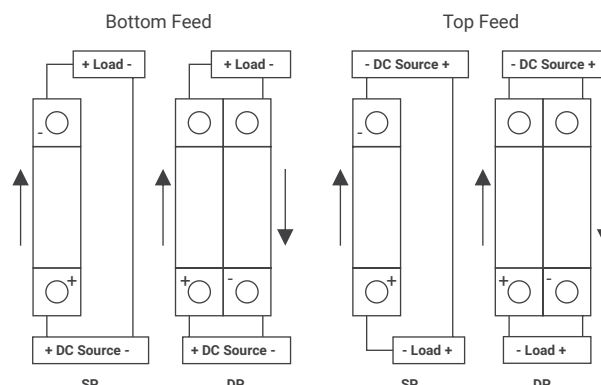 Bottom Feed
Top Feed
+ Load -
+ Load -
- DC Source +
- DC Source +
-
-
+
+ -
+
+ -
+ DC Source -
+ DC Source -
- Load +
- Load +
SP
DP
SP
DP